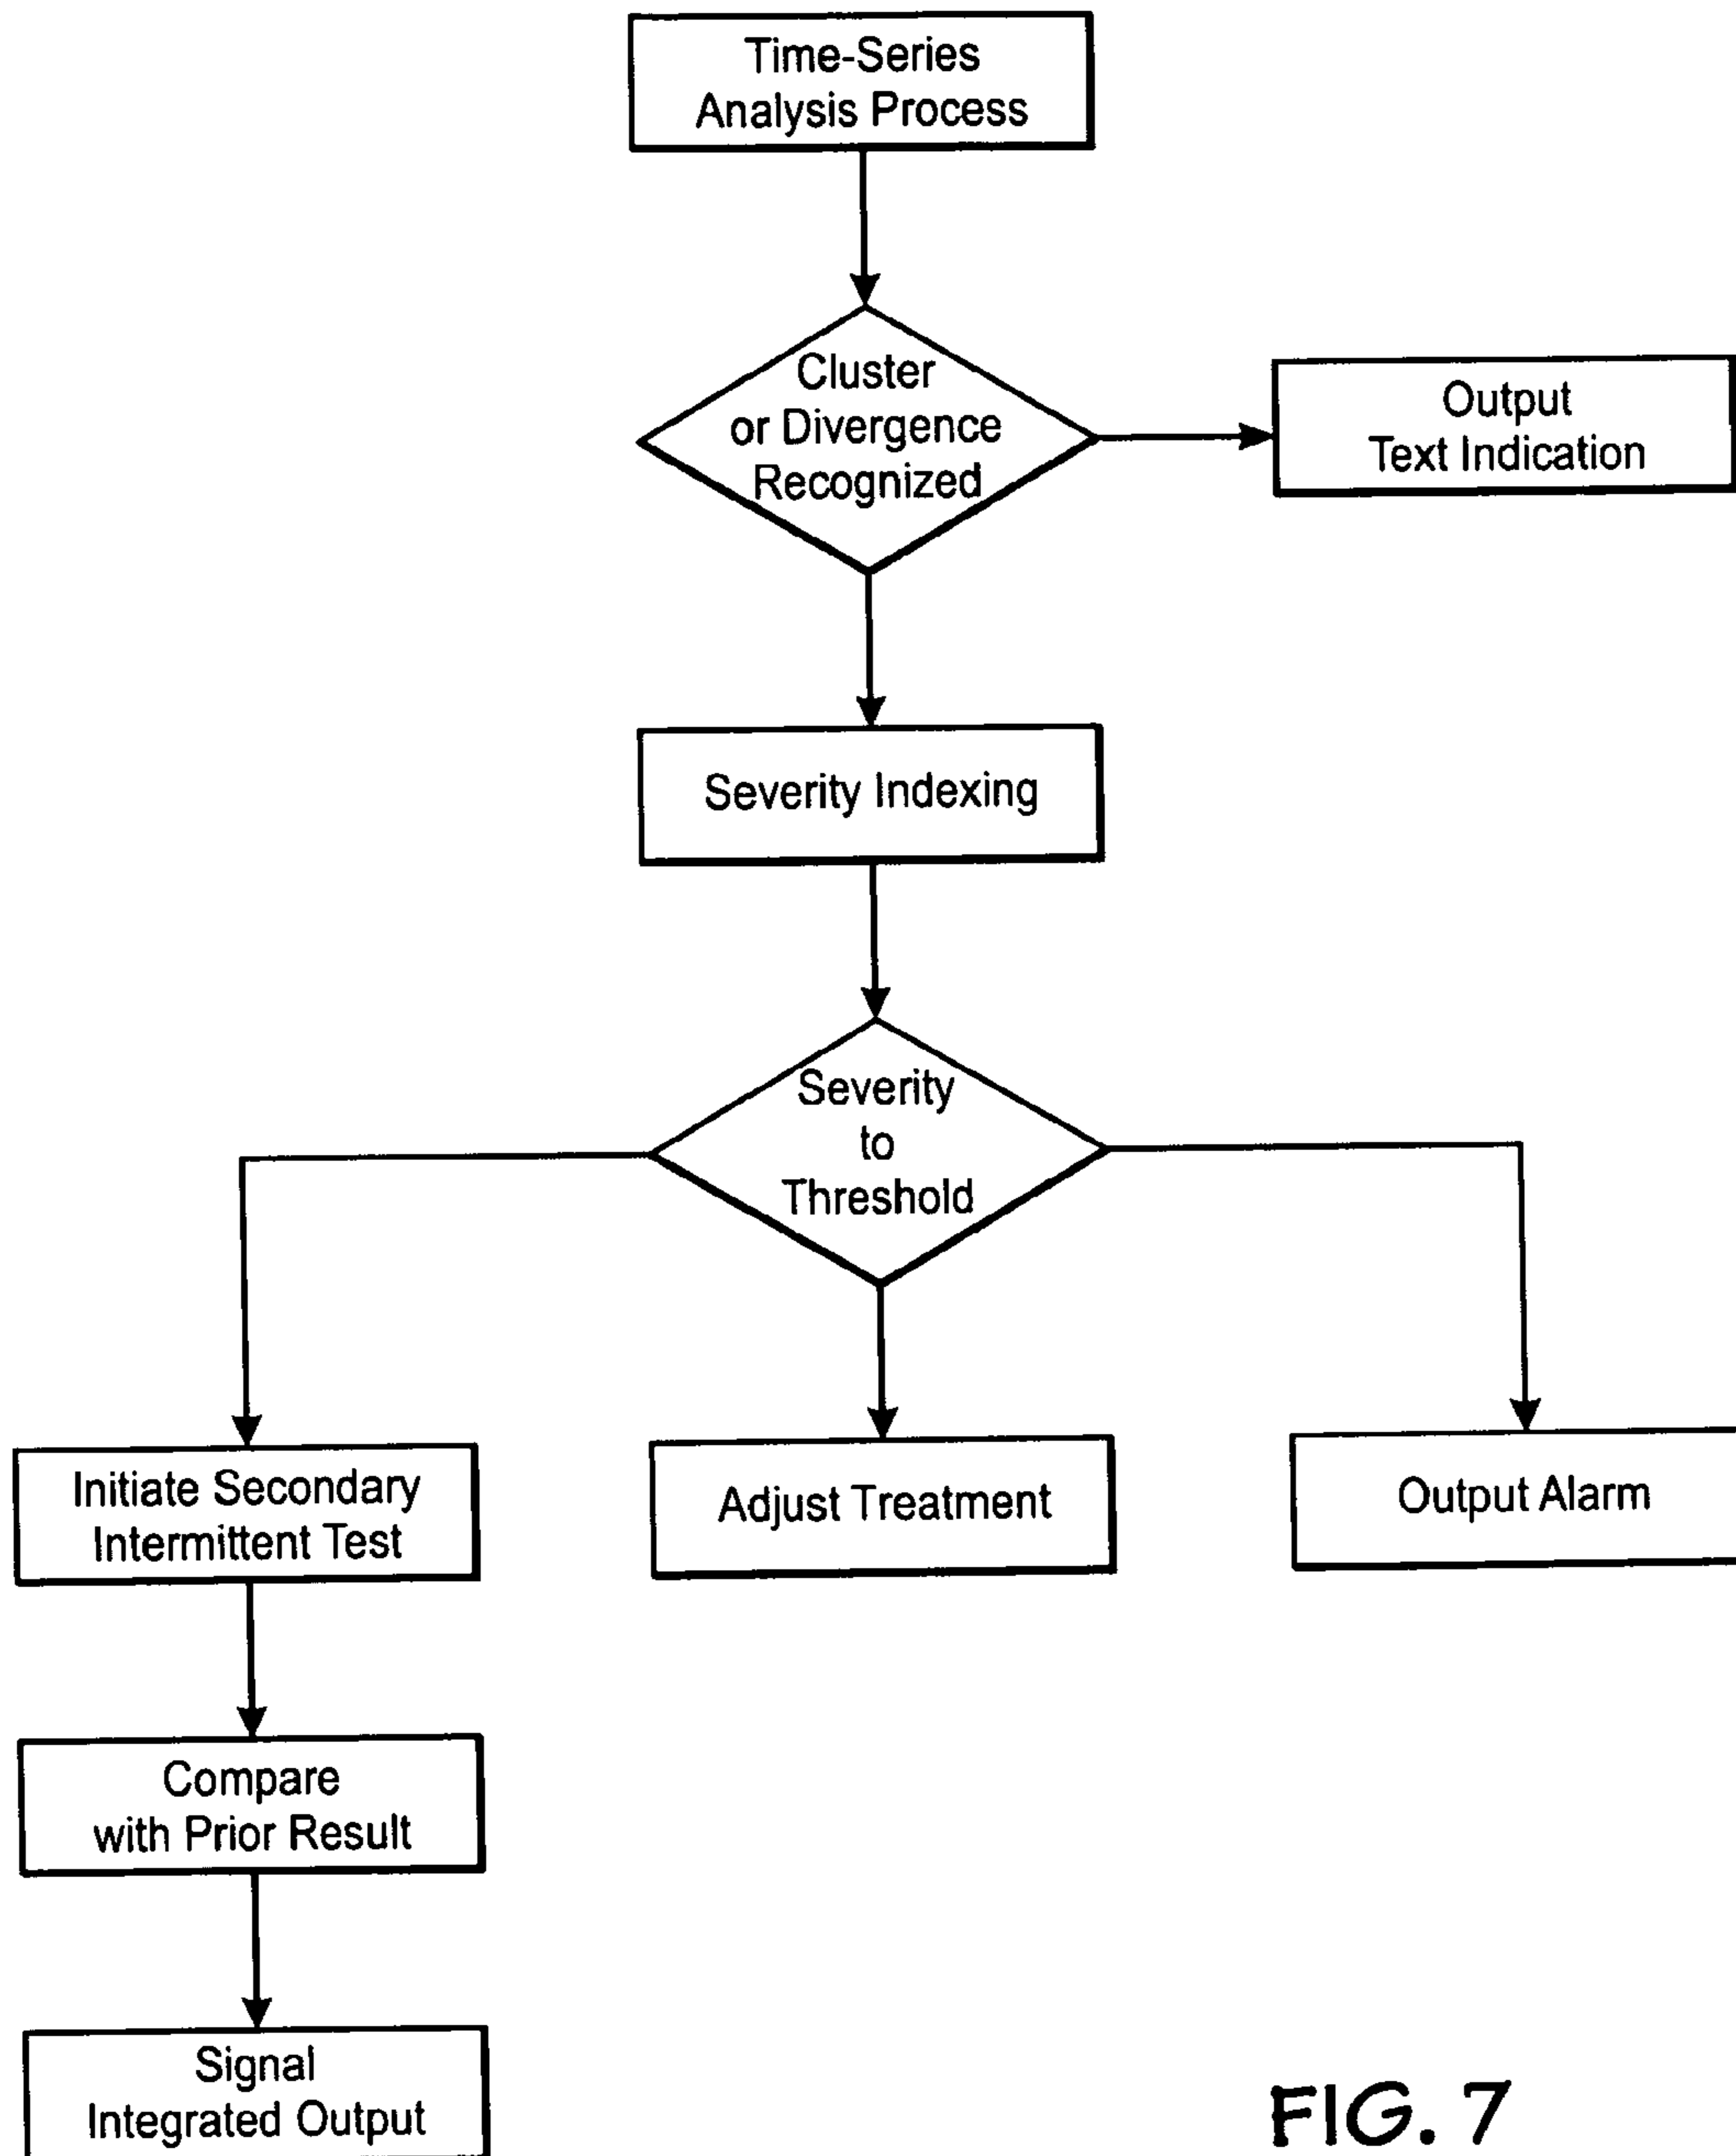 Time-Series
Analysis Process
Cluster
or Divergence
Recognized
Output
Text Indication
Severity Indexing
Severity
to
Threshold
Initiate Secondary
Intermittent Test
Adjust Treatment
Output Alarm
Compare
with Prior Result
Signal
Integrated Output
FIG. 7